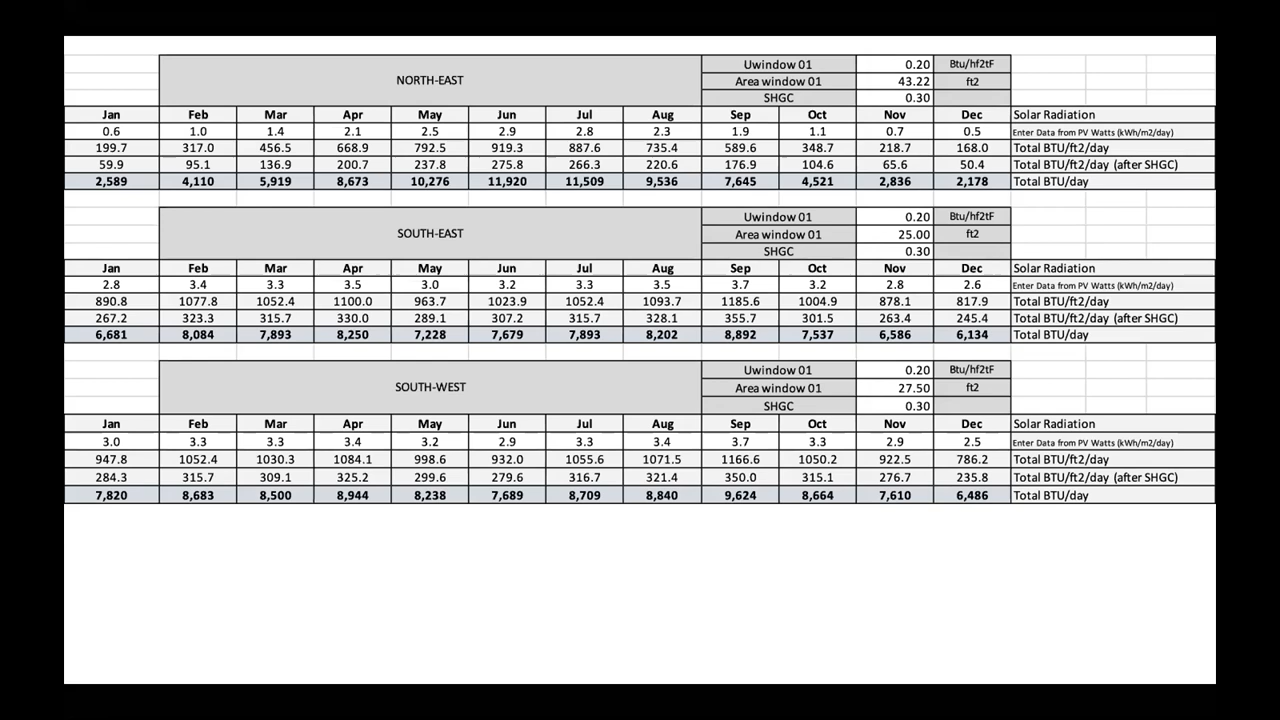 Uwindow 01 0.20 Btu/hf2tF
NORTH-EAST Area window 01 43.22 ft2
SHGC 0.30
Jan Feb Mar Apr May Jun Jul Aug Sep Oct Nov Dec Solar Radiation
0.6 1.0 1.4 2.1 2.5 2.9 2.8 2.3 1.9 1.1 0.7 0.5 Enter Data from PV Watts (kWh/m2/day)
199.7 317.0 456.5 668.9 792.5 919.3 887.6 735.4 589.6 348.7 218.7 168.0 Total BTU/ft2/day
59.9 95.1 136.9 200.7 237.8 275.8 266.3 220.6 176.9 104.6 65.6 50.4 Total BTU/ft2/day (after SHGC)
2,589 4,110 5,919 8,673 10,276 11,920 11,509 9,536 7,645 4,521 2,836 2,178 Total BTU/day
Uwindow 01 0.20 Btu/hf2tF
SOUTH-EAST Area window 01 25.00 ft2
SHGC 0.30
Jan Feb Mar Apr May Jun Jul Aug Sep Oct Nov Dec Solar Radiation
2.8 3.4 3.3 3.5 3.0 3.2 3.3 3.5 3.7 3.2 2.8 2.6 Enter Data from PV Watts (kWh/m2/day)
890.8 1077.8 1052.4 1100.0 963.7 1023.9 1052.4 1093.7 1185.6 1004.9 878.1 817.9 Total BTU/ft2/day
267.2 323.3 315.7 330.0 289.1 307.2 315.7 328.1 355.7 301.5 263.4 245.4 Total BTU/ft2/day (after SHGC)
6,681 8,084 7,893 8,250 7,228 7,679 7,893 8,202 8,892 7,537 6,586 6,134 Total BTU/day
Uwindow 01 0.20 Btu/hf2tF
SOUTH-WEST Area window 01 27.50 ft2
SHGC 0.30
Jan Feb Mar Apr May Jun Jul Aug Sep Oct Nov Dec Solar Radiation
3.0 3.3 3.3 3.4 3.2 2.9 3.3 3.4 3.7 3.3 2.9 2.5 Enter Data from PV Watts (kWh/m2/day)
947.8 1052.4 1030.3 1084.1 998.6 932.0 1055.6 1071.5 1166.6 1050.2 922.5 786.2 Total BTU/ft2/day
284.3 315.7 309.1 325.2 299.6 279.6 316.7 321.4 350.0 315.1 276.7 235.8 Total BTU/ft2/day (after SHGC)
7,820 8,683 8,500 8,944 8,238 7,689 8,709 8,840 9,624 8,664 7,610 6,486 Total BTU/day